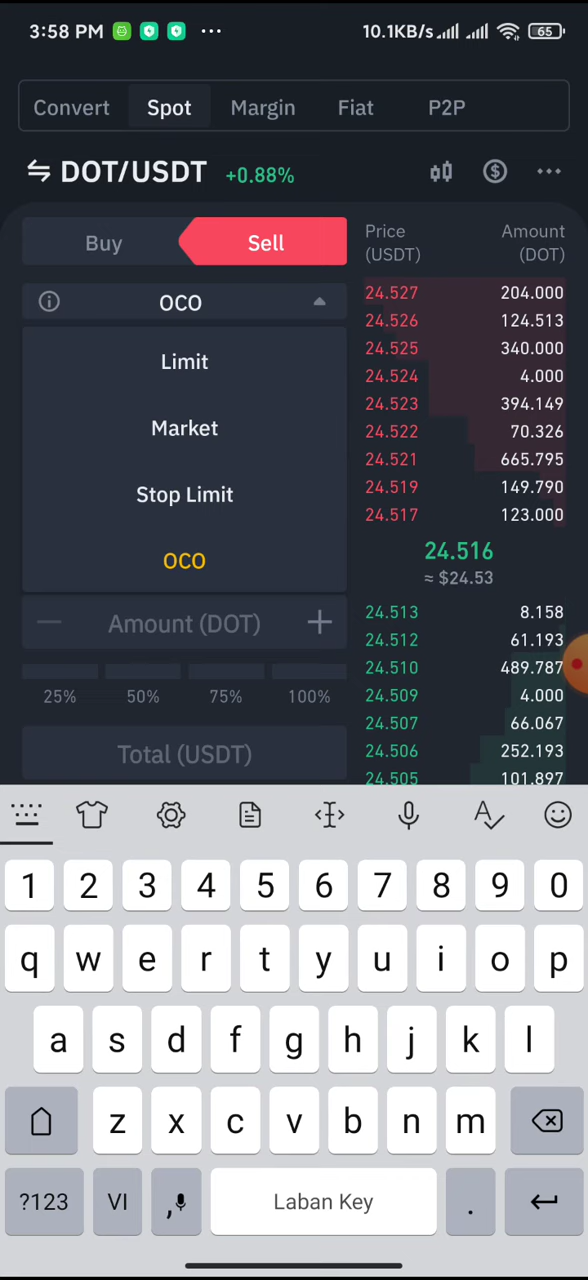 3:58 PM ... 10.1KB/s 65
Convert Spot Margin Fiat P2P
DOT/USDT +0.88%
Buy Sell
OCO
Limit
Market
Stop Limit
OCO
Amount (DOT)
25% 50% 75% 100%
Total (USDT)
Price (USDT) Amount (DOT)
24.527 204.000
24.526 124.513
24.525 340.000
24.524 4.000
24.523 394.149
24.522 70.326
24.521 665.795
24.519 149.790
24.517 123.000
24.516
≈ $24.53
24.513 8.158
24.512 61.193
24.510 489.787
24.509 4.000
24.507 66.067
24.506 252.193
24.505 101.897
1 2 3 4 5 6 7 8 9 0
q w e r t y u i o p
a s d f g h j k l
z x c v b n m
?123 VI , Laban Key .